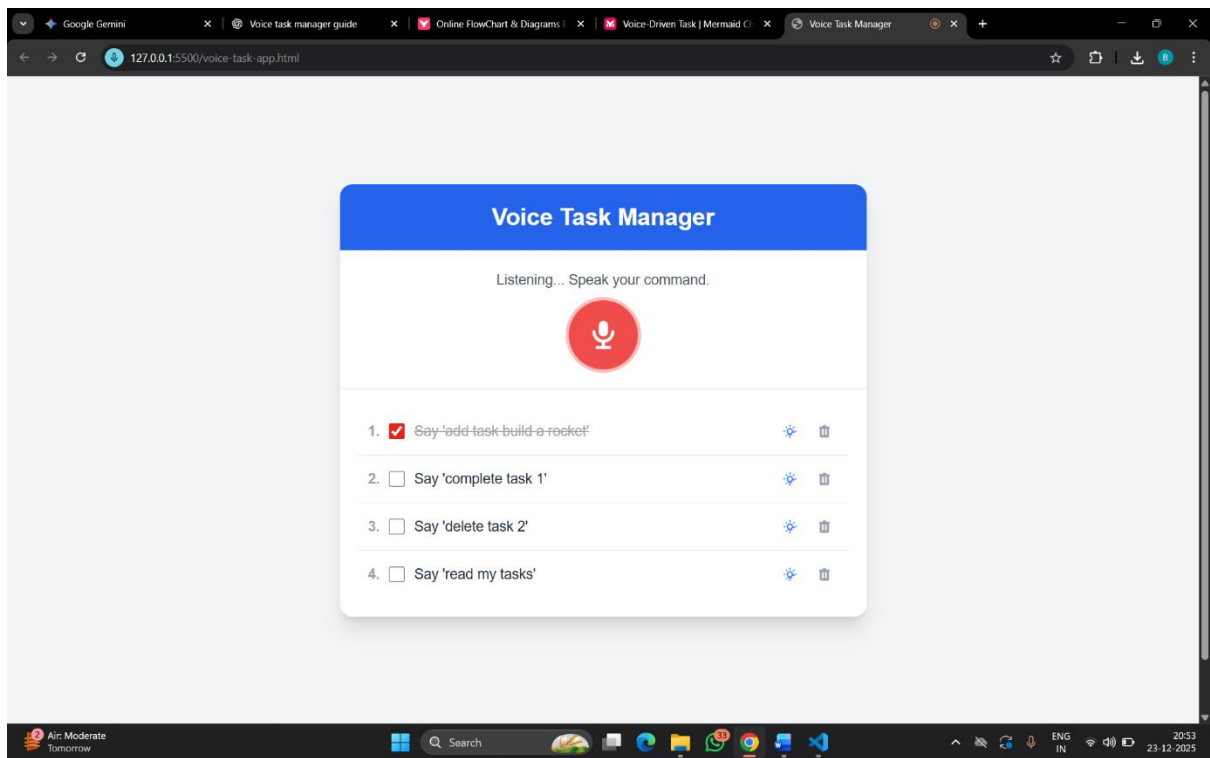 Google Gemini
Voice task manager guide
Online FlowChart & Diagrams
Voice-Driven Task | Mermaid C
Voice Task Manager
127.0.0.1:5500/voice-task-app.html
B
Voice Task Manager
Listening... Speak your command.
1. Say 'add task build a rocket'
2. Say 'complete task 1'
3. Say 'delete task 2'
4. Say 'read my tasks'
2
Air: Moderate
Tomorrow
Search
33
ENG
IN
20:53
23-12-2025